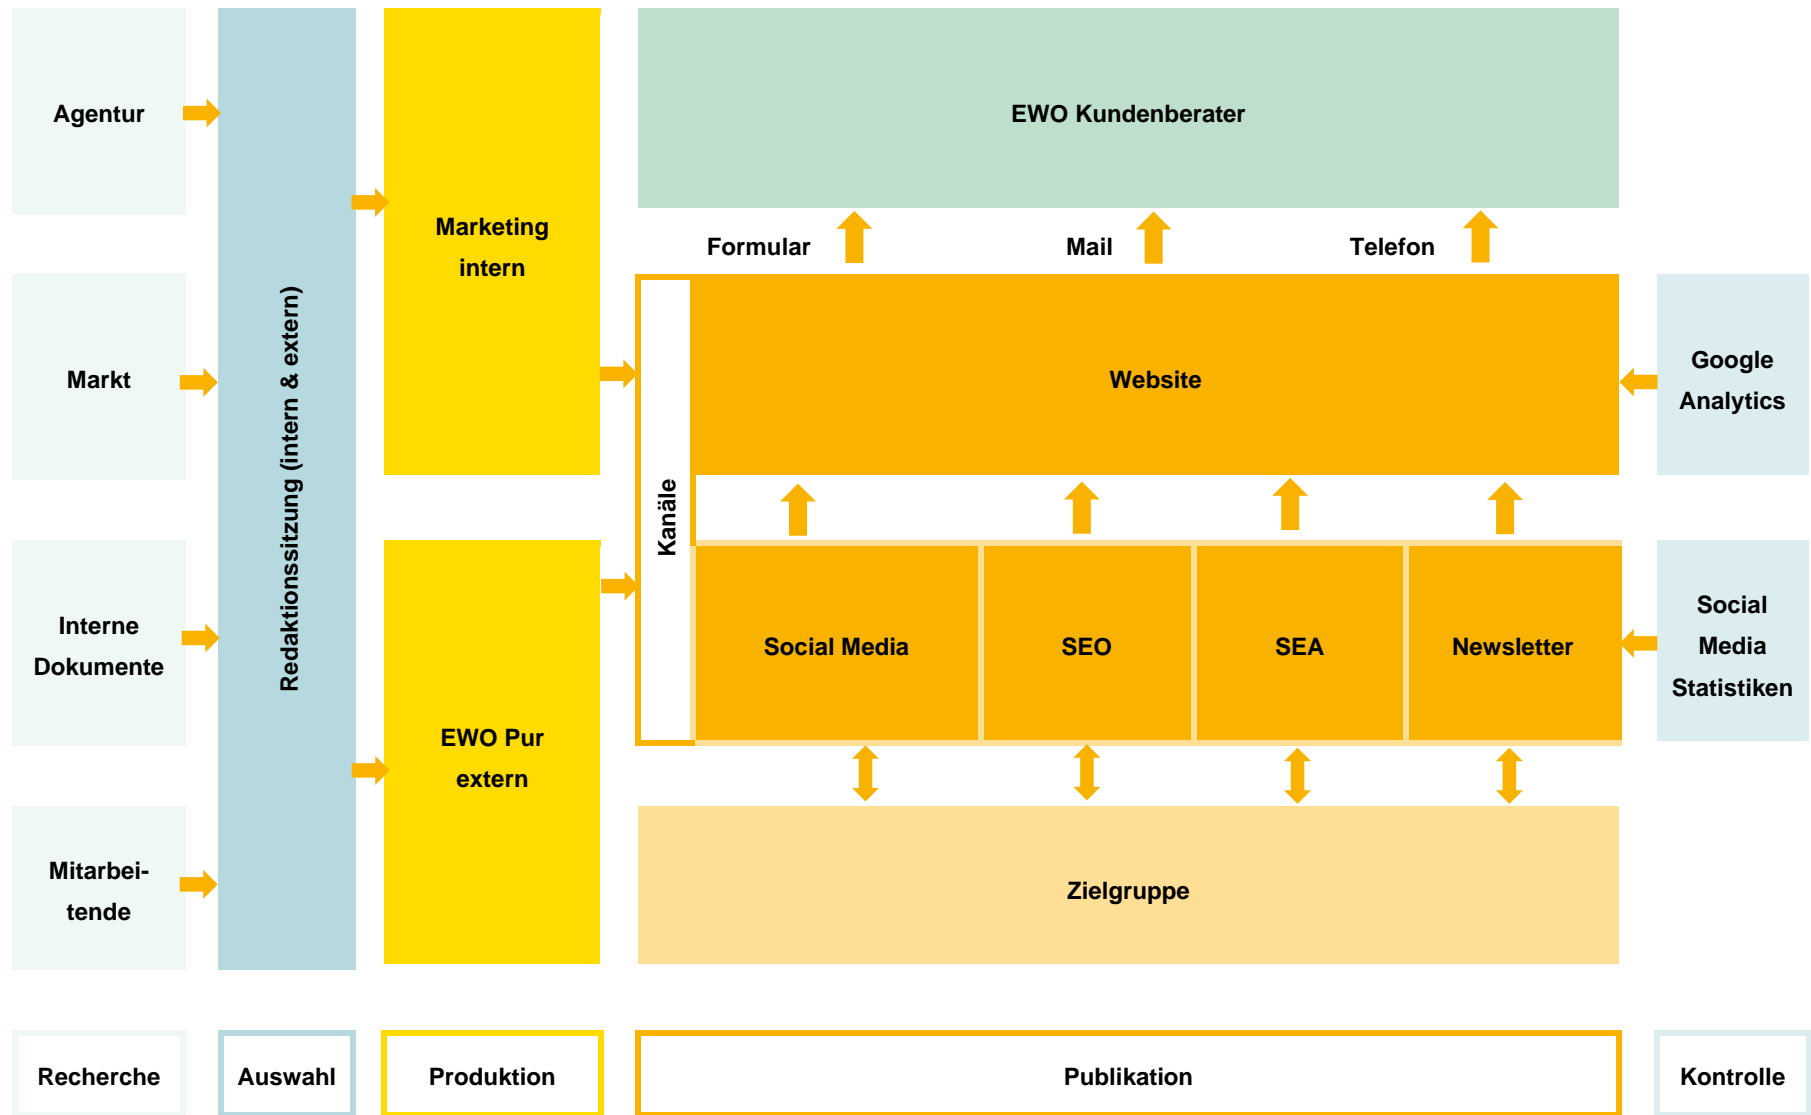 Agentur
Markt
Interne
Dokumente
Mitarbei-
tende
Redaktionssitzung (intern & extern)
Marketing
intern
EWO Pur
extern
EWO Kundenberater
Formular
Mail
Telefon
Kanäle
Website
Social Media
SEO
SEA
Newsletter
Zielgruppe
Google
Analytics
Social
Media
Statistiken
Recherche
Auswahl
Produktion
Publikation
Kontrolle